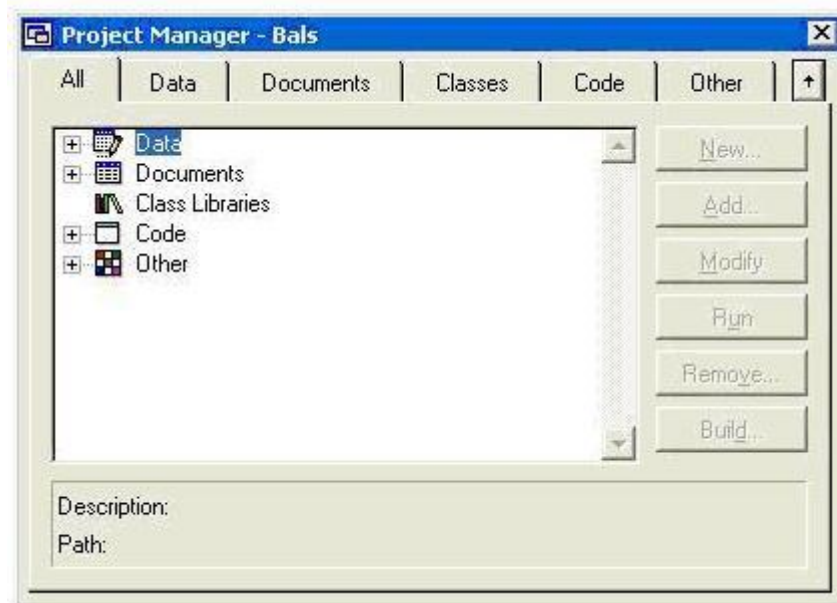 Project Manager - Bals
All Data Documents Classes Code Other
Data
Documents
Class Libraries
Code
Other
New...
Add...
Modify
Run
Remove...
Build...
Description:
Path: